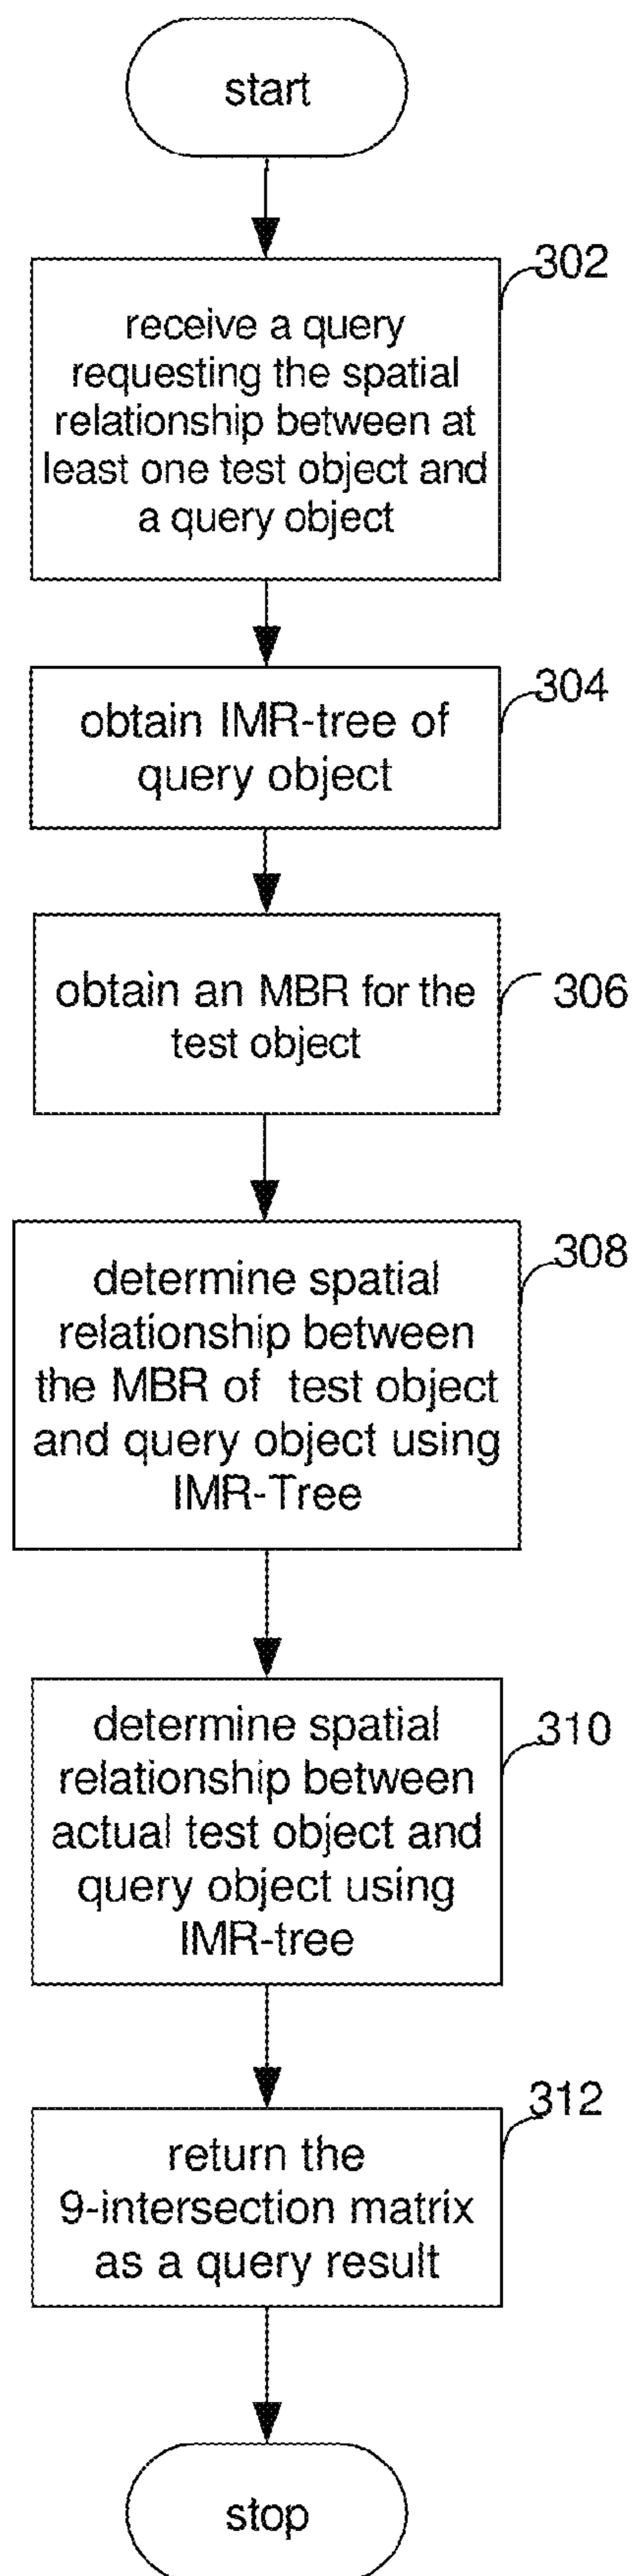 start
302
receive a query
requesting the spatial
relationship between at
least one test object and
a query object
304
obtain IMR-tree of
query object
306
obtain an MBR for the
test object
308
determine spatial
relationship between
the MBR of test object
and query object using
IMR-Tree
310
determine spatial
relationship between
actual test object and
query object using
IMR-tree
312
return the
9-intersection matrix
as a query result
stop